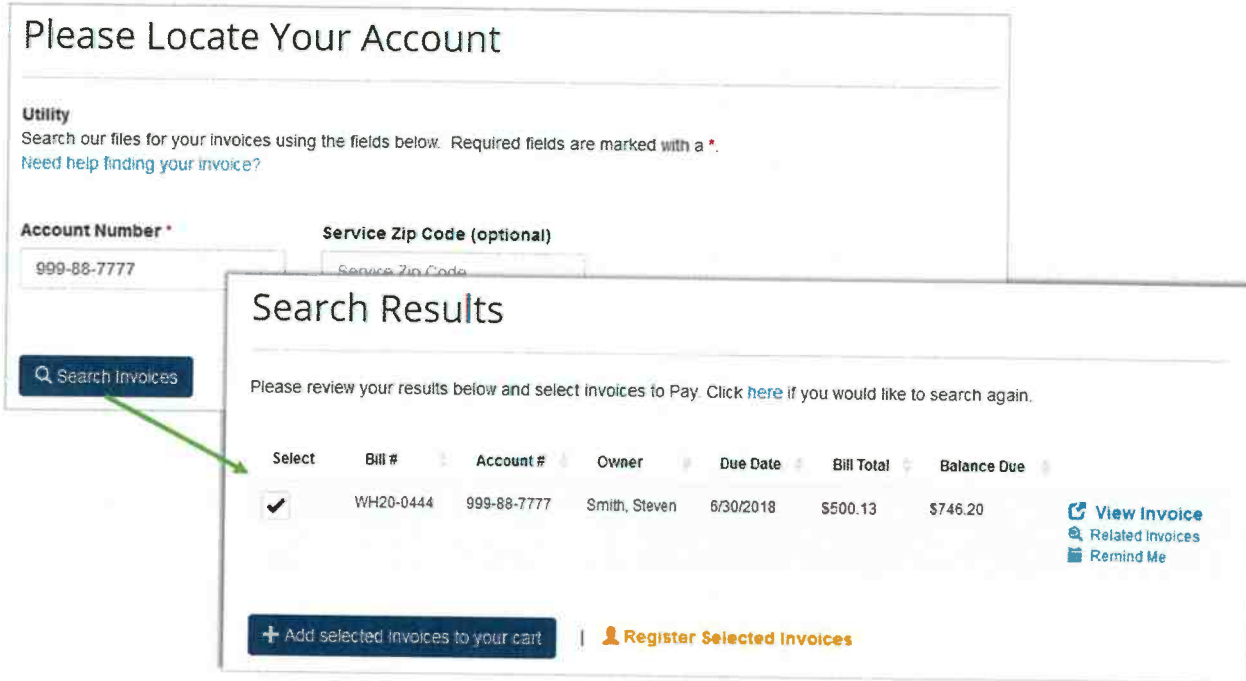 Please Locate Your Account
Utility
Search our files for your invoices using the fields below. Required fields are marked with a *.
Need help finding your invoice?
Account Number *
Service Zip Code (optional)
999-88-7777
Service Zip Code
Search Invoices
Search Results
Please review your results below and select invoices to Pay. Click here if you would like to search again.
Select Bill # Account # Owner Due Date Bill Total Balance Due
WH20-0444 999-88-7777 Smith, Steven 6/30/2018 $500.13 $746.20
View Invoice
Related Invoices
Remind Me
+ Add selected invoices to your cart | Register Selected Invoices